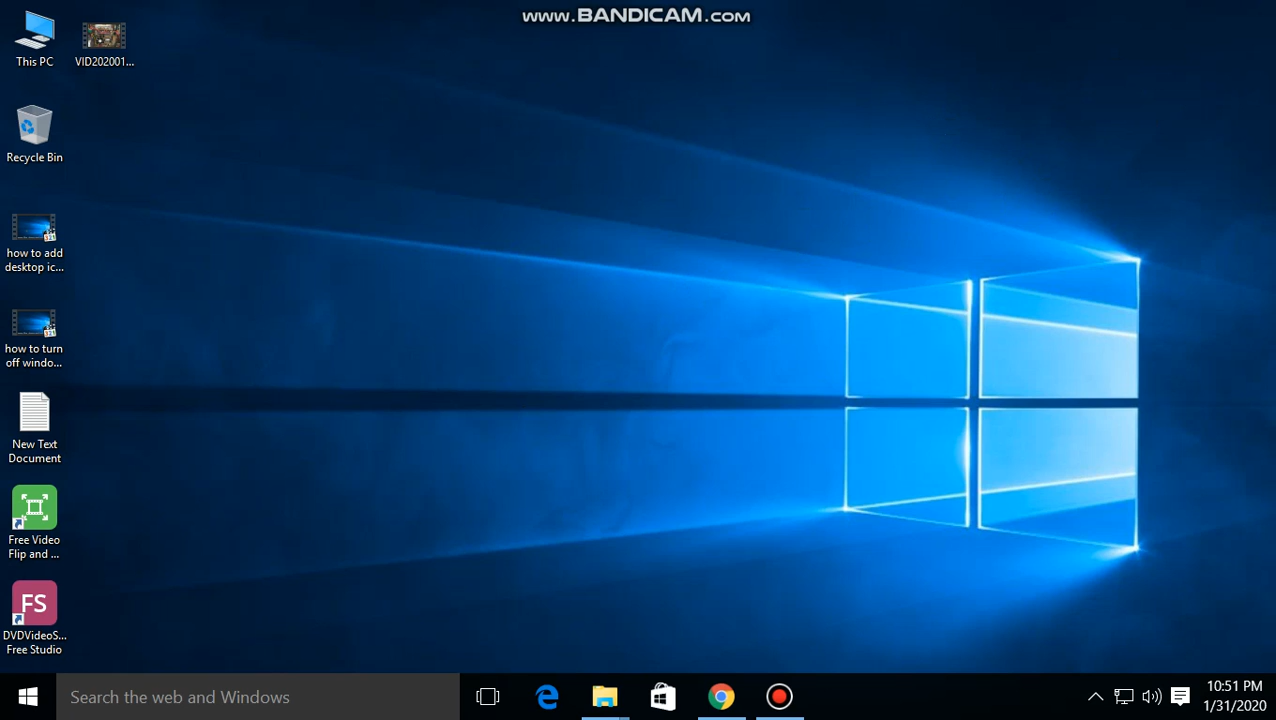 www.BANDICAM.com
This PC
VID202001...
Recycle Bin
how to add
desktop ic...
how to turn
off windo...
New Text
Document
Free Video
Flip and ...
FS
DVDVideoS...
Free Studio
Search the web and Windows
10:51 PM
1/31/2020